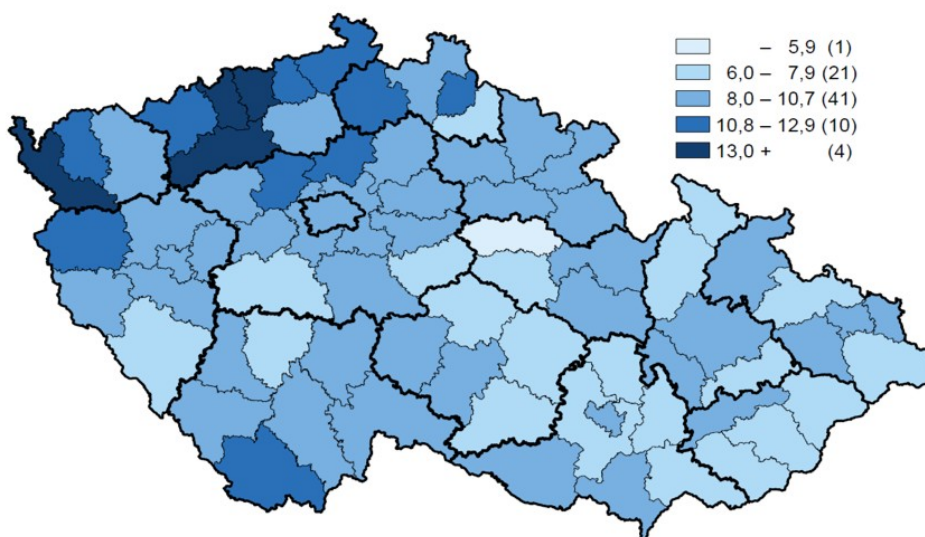 – 5,9 (1)
6,0 – 7,9 (21)
8,0 – 10,7 (41)
10,8 – 12,9 (10)
13,0 + (4)